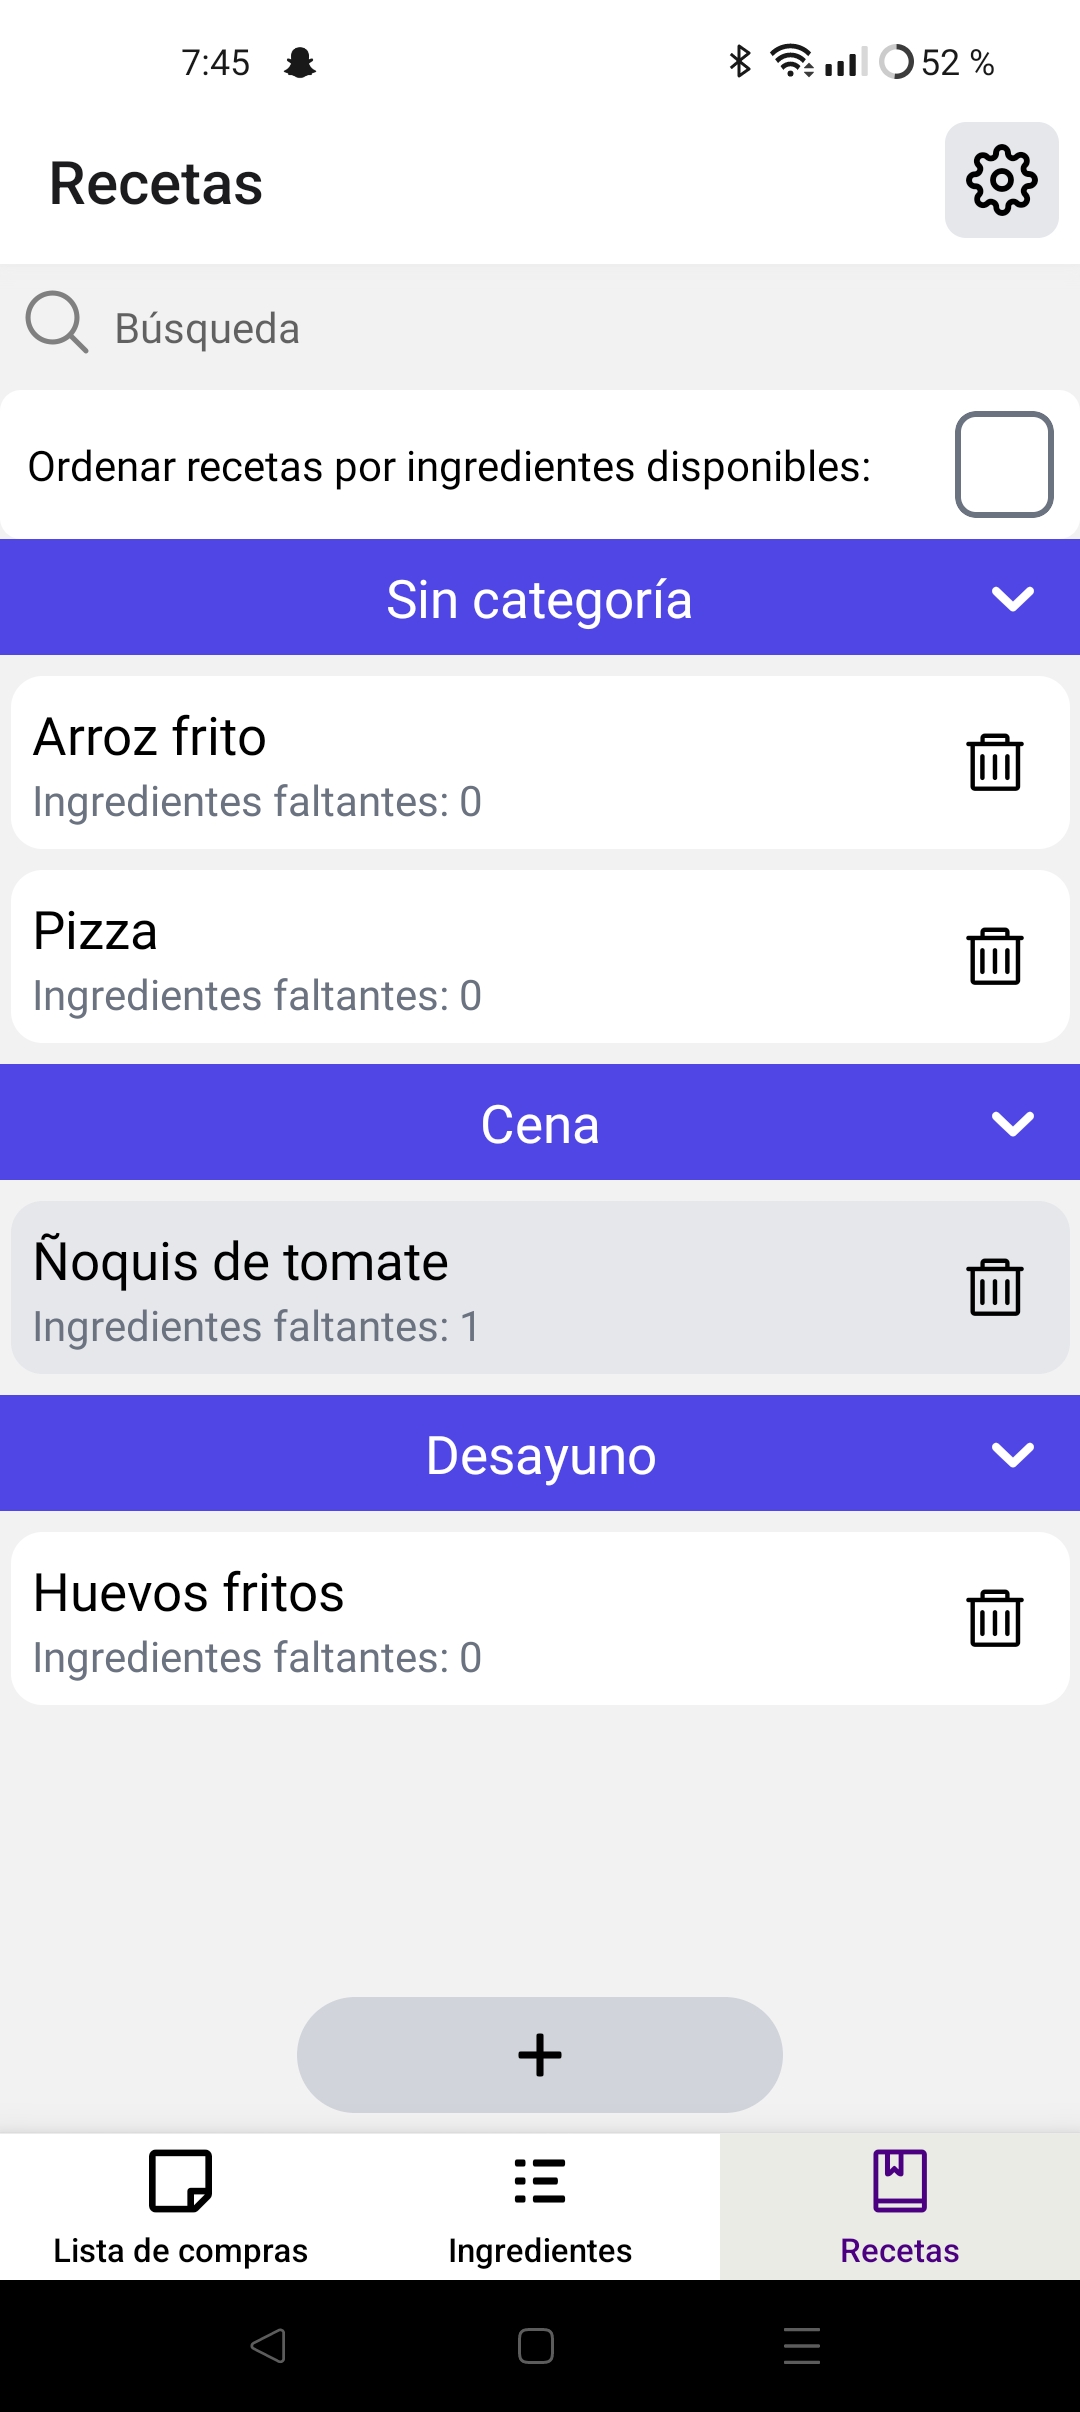 7:45
52 %
Recetas
Búsqueda
Ordenar recetas por ingredientes disponibles:
Sin categoría
Arroz frito
Ingredientes faltantes: 0
Pizza
Ingredientes faltantes: 0
Cena
Ñoquis de tomate
Ingredientes faltantes: 1
Desayuno
Huevos fritos
Ingredientes faltantes: 0
Lista de compras
Ingredientes
Recetas